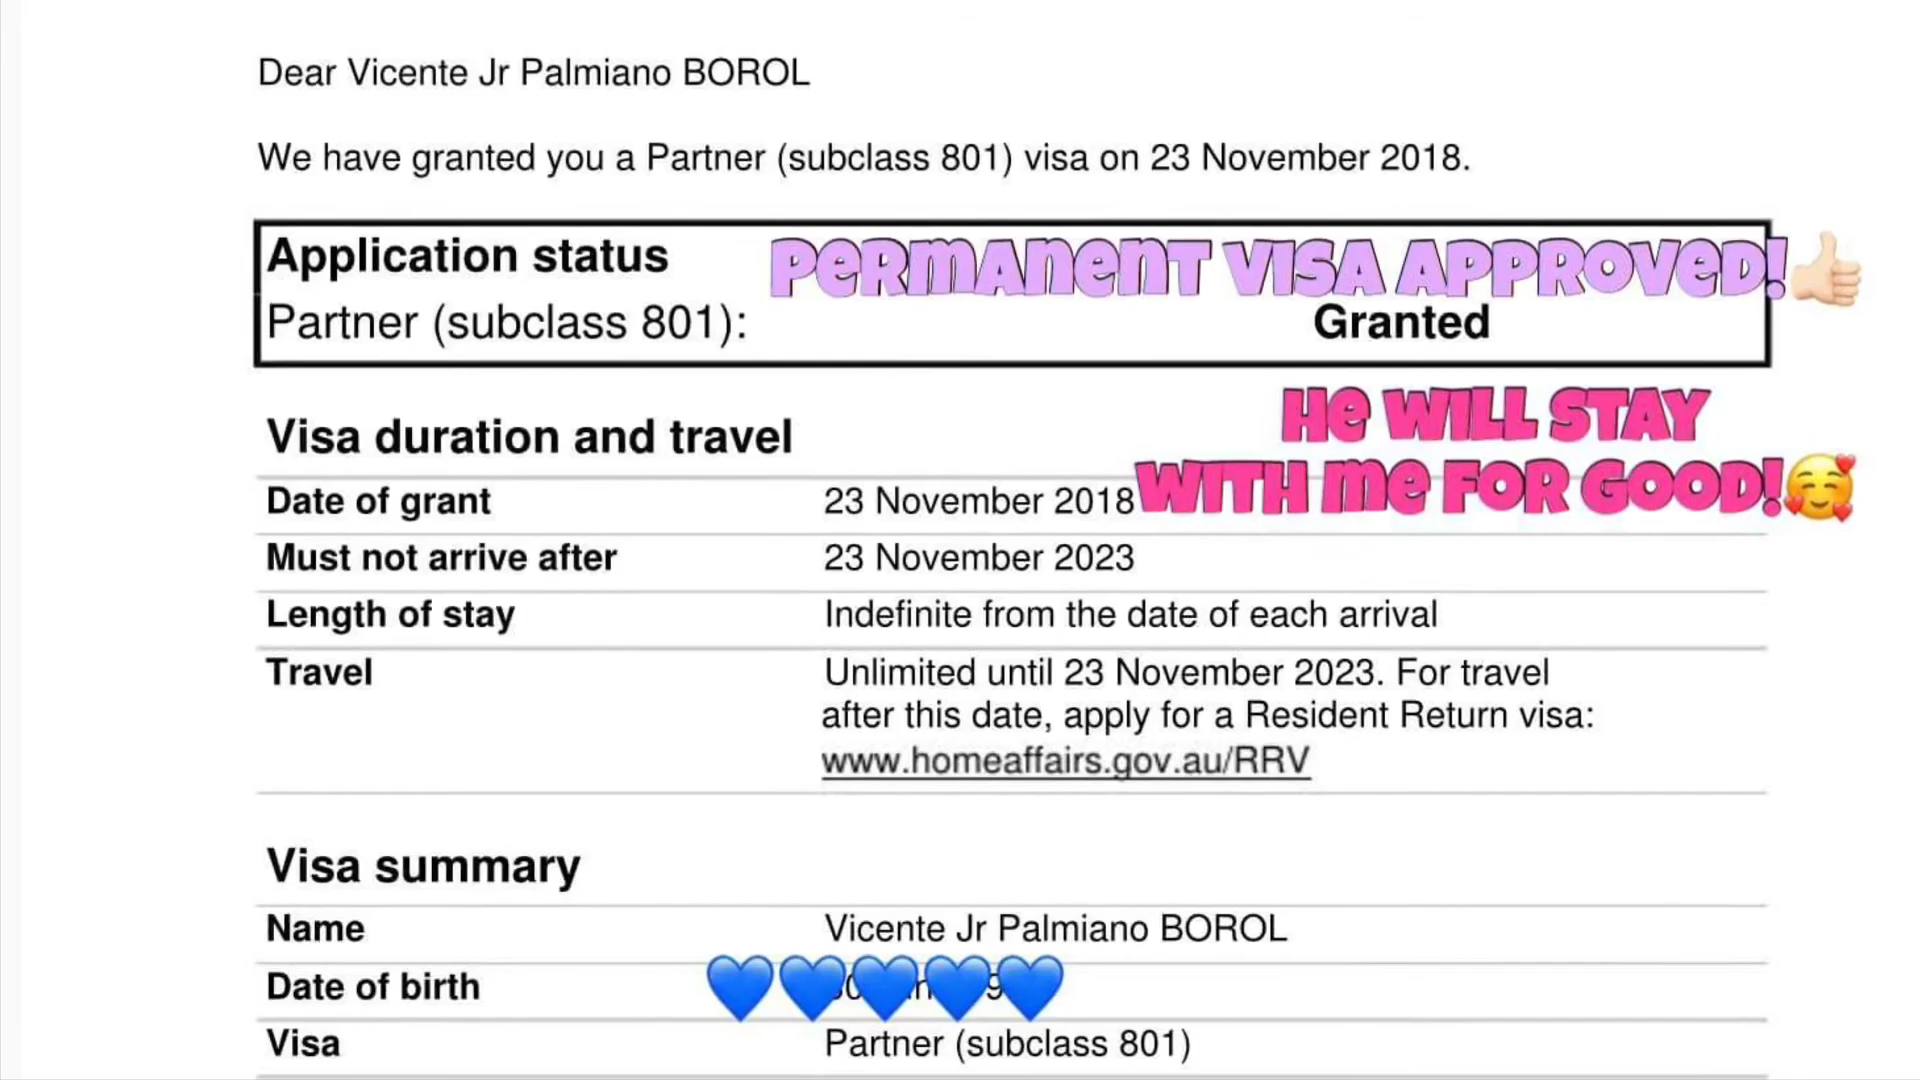 Dear Vicente Jr Palmiano BOROL
We have granted you a Partner (subclass 801) visa on 23 November 2018.
Application status
PERMANENT VISA APPROVED!
Partner (subclass 801): Granted
HE WILL STAY
WITH ME FOR GOOD!
Visa duration and travel
Date of grant 23 November 2018
Must not arrive after 23 November 2023
Length of stay Indefinite from the date of each arrival
Travel Unlimited until 23 November 2023. For travel
after this date, apply for a Resident Return visa:
www.homeaffairs.gov.au/RRV
Visa summary
Name Vicente Jr Palmiano BOROL
Date of birth
Visa Partner (subclass 801)